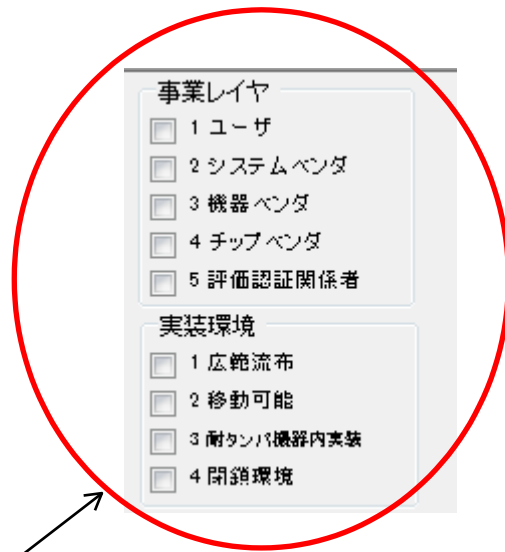 事業レイヤ
1 ユーザ
2 システムベンダ
3 機器ベンダ
4 チップベンダ
5 評価認証関係者
実装環境
1 広範流布
2 移動可能
3 耐タンパ機器内実装
4 閉鎖環境